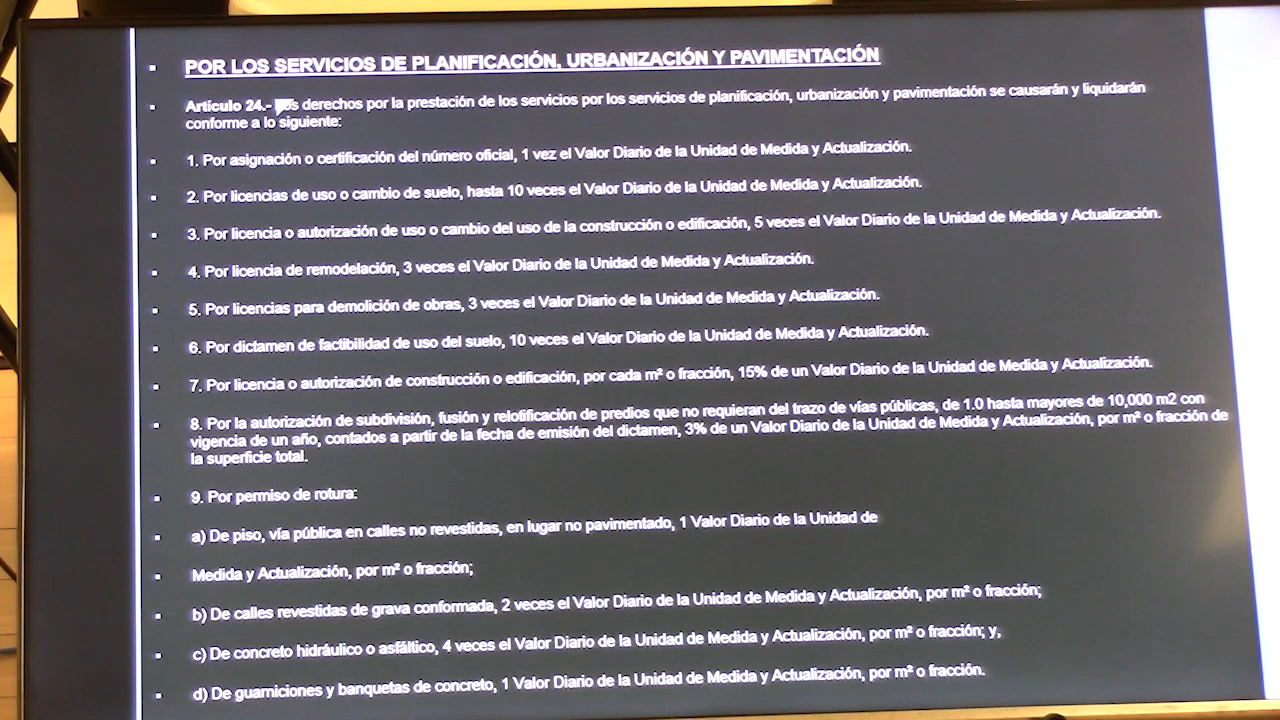 POR LOS SERVICIOS DE PLANIFICACIÓN, URBANIZACIÓN Y PAVIMENTACIÓN
Artículo 24.- Los derechos por la prestación de los servicios por los servicios de planificación, urbanización y pavimentación se causarán y liquidarán
conforme a lo siguiente:
1. Por asignación o certificación del número oficial, 1 vez el Valor Diario de la Unidad de Medida y Actualización.
2. Por licencias de uso o cambio de suelo, hasta 10 veces el Valor Diario de la Unidad de Medida y Actualización.
3. Por licencia o autorización de uso o cambio del uso de la construcción o edificación, 5 veces el Valor Diario de la Unidad de Medida y Actualización.
4. Por licencia de remodelación, 3 veces el Valor Diario de la Unidad de Medida y Actualización.
5. Por licencias para demolición de obras, 3 veces el Valor Diario de la Unidad de Medida y Actualización.
6. Por dictamen de factibilidad de uso del suelo, 10 veces el Valor Diario de la Unidad de Medida y Actualización.
7. Por licencia o autorización de construcción o edificación, por cada m² o fracción, 15% de un Valor Diario de la Unidad de Medida y Actualización.
8. Por la autorización de subdivisión, fusión y relotificación de predios que no requieran del trazo de vías públicas, de 1.0 hasta mayores de 10,000 m2 con
vigencia de un año, contados a partir de la fecha de emisión del dictamen, 3% de un Valor Diario de la Unidad de Medida y Actualización, por m² o fracción de
la superficie total.
9. Por permiso de rotura:
a) De piso, vía pública en calles no revestidas, en lugar no pavimentado, 1 Valor Diario de la Unidad de
Medida y Actualización, por m² o fracción;
b) De calles revestidas de grava conformada, 2 veces el Valor Diario de la Unidad de Medida y Actualización, por m² o fracción;
c) De concreto hidráulico o asfáltico, 4 veces el Valor Diario de la Unidad de Medida y Actualización, por m² o fracción; y,
d) De guarniciones y banquetas de concreto, 1 Valor Diario de la Unidad de Medida y Actualización, por m² o fracción.